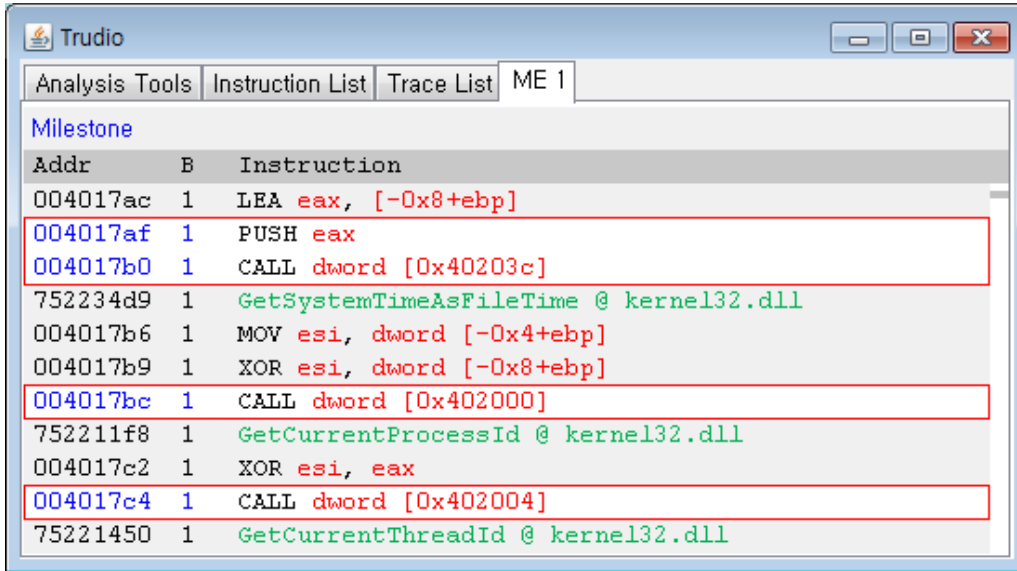 Trudio
Analysis Tools Instruction List Trace List ME 1
Milestone
Addr B Instruction
004017ac 1 LEA eax, [-0x8+ebp]
004017af 1 PUSH eax
004017b0 1 CALL dword [0x40203c]
752234d9 1 GetSystemTimeAsFileTime @ kernel32.dll
004017b6 1 MOV esi, dword [-0x4+ebp]
004017b9 1 XOR esi, dword [-0x8+ebp]
004017bc 1 CALL dword [0x402000]
752211f8 1 GetCurrentProcessId @ kernel32.dll
004017c2 1 XOR esi, eax
004017c4 1 CALL dword [0x402004]
75221450 1 GetCurrentThreadId @ kernel32.dll